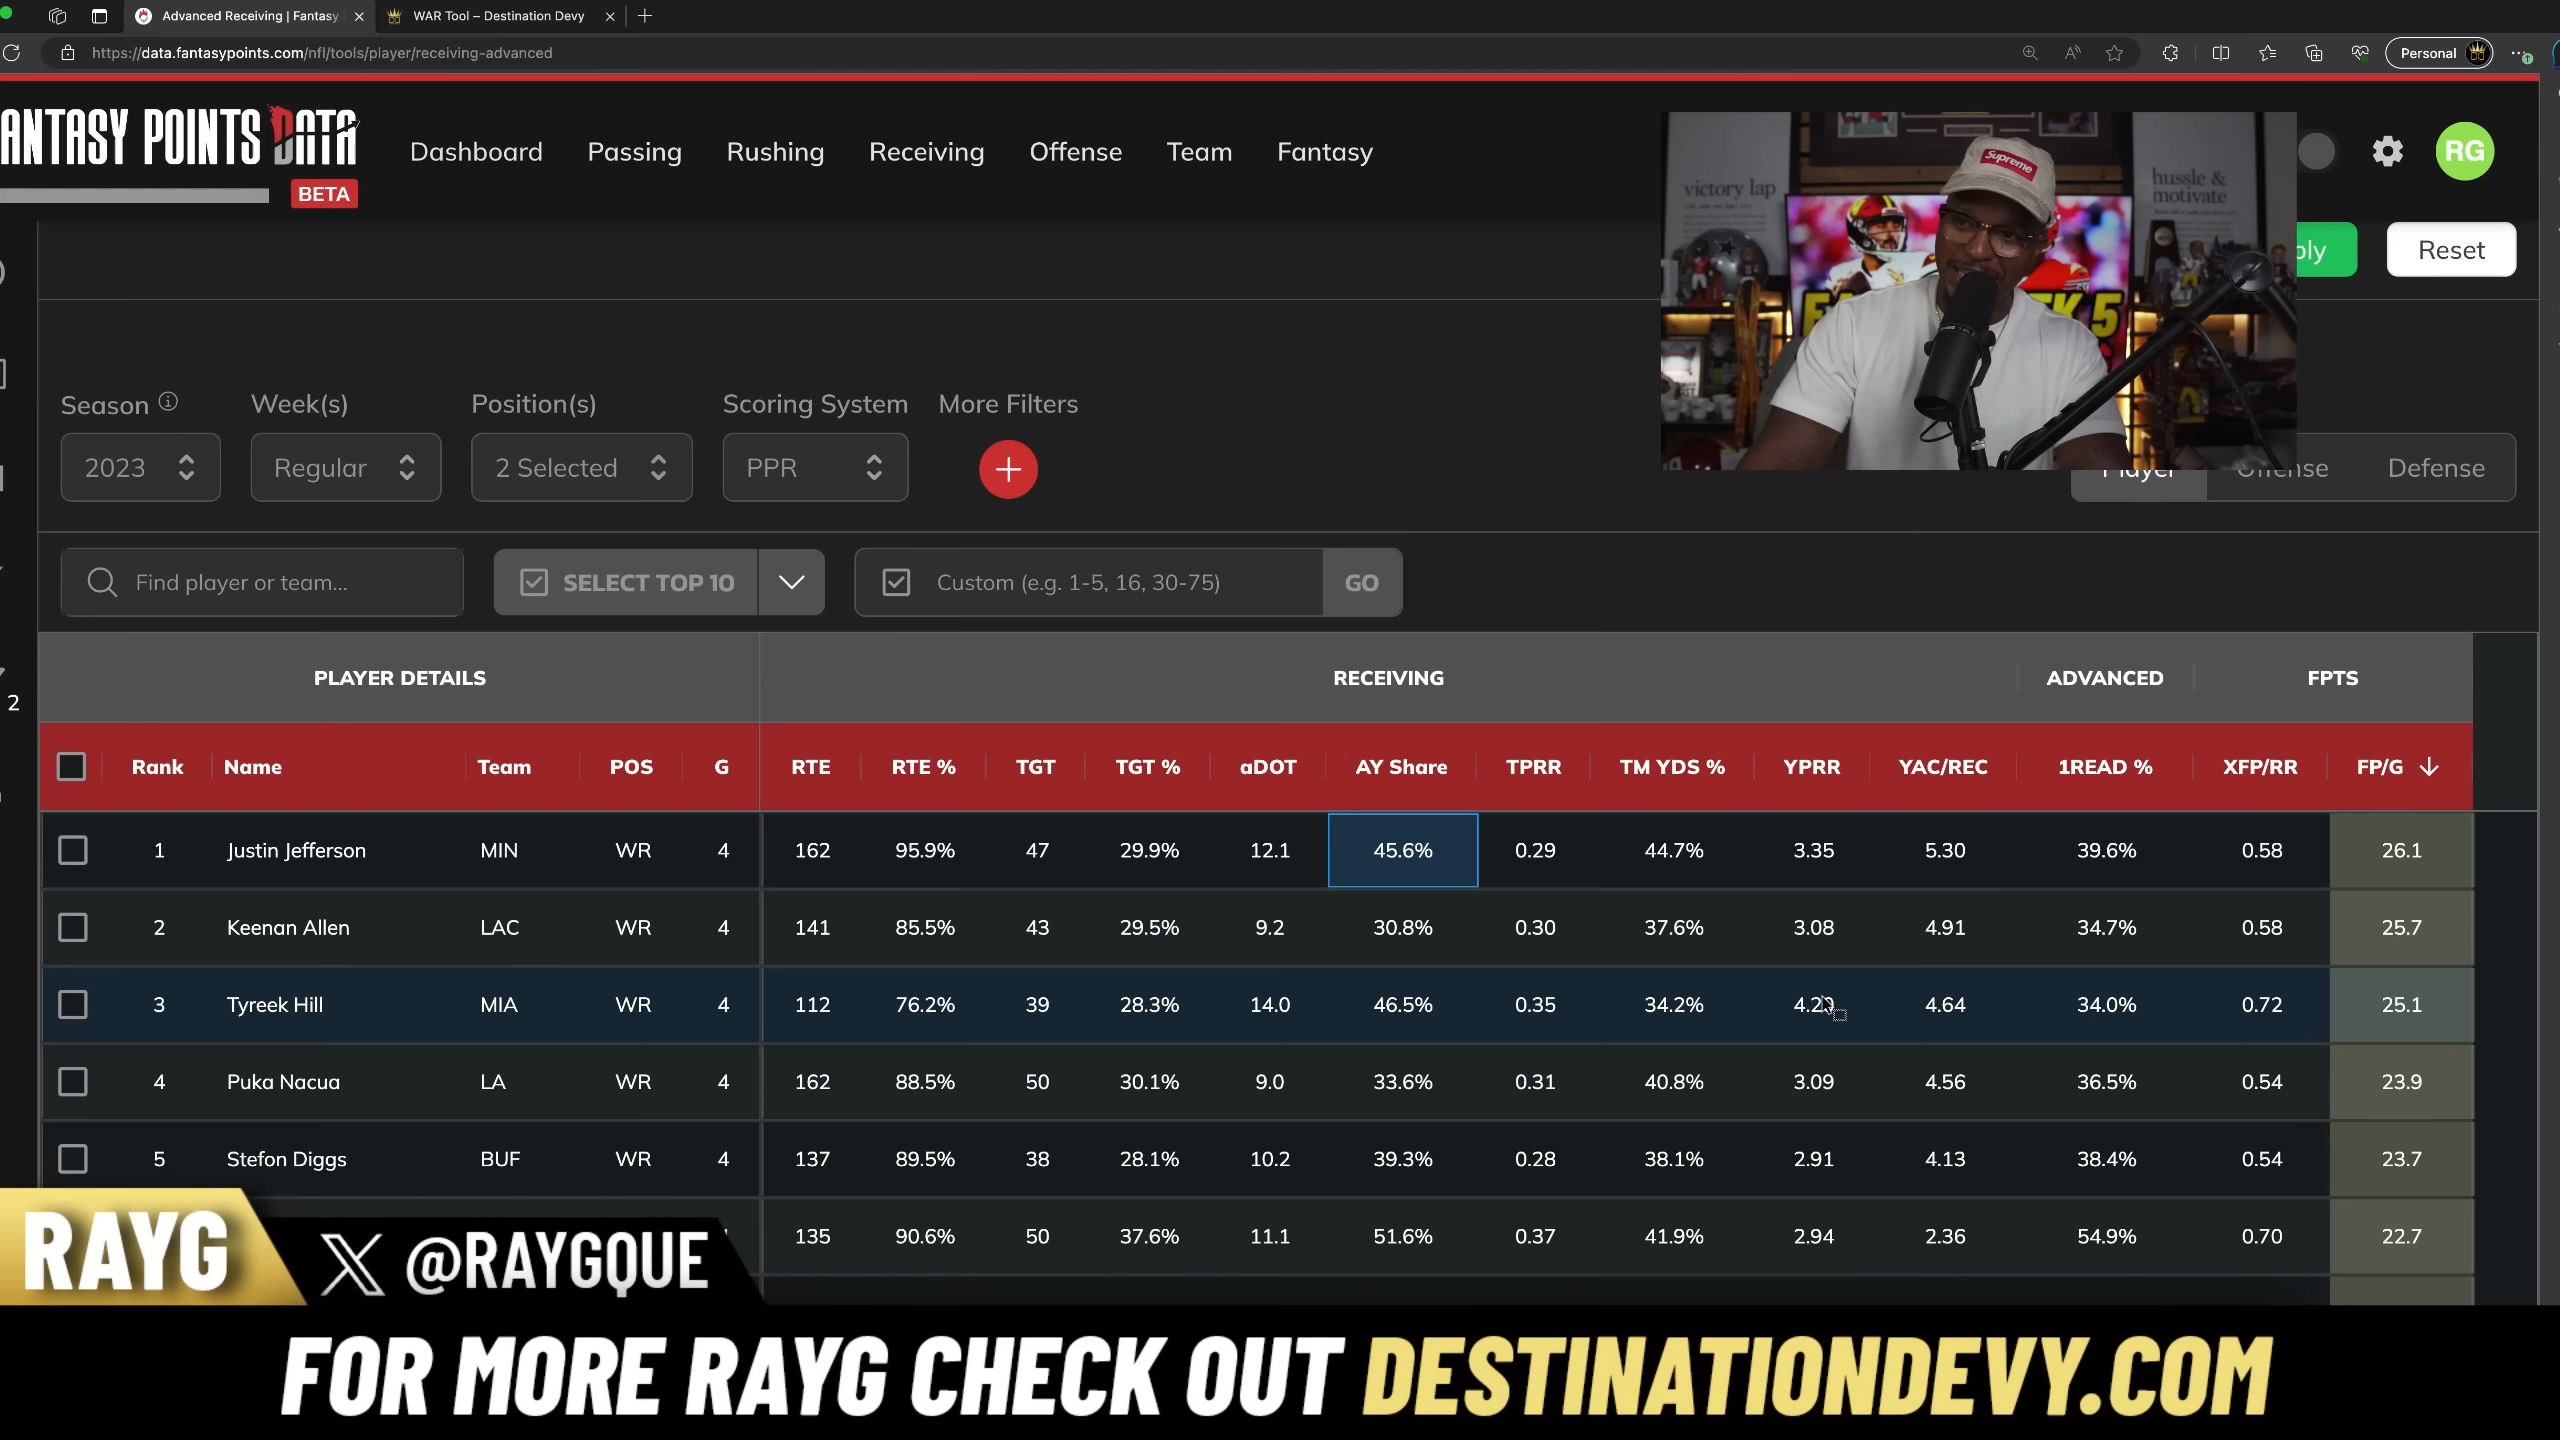 Advanced Receiving | Fantasy
WAR Tool – Destination Devy
https://data.fantasypoints.com/nfl/tools/player/receiving-advanced
Personal
ANTASY POINTS DATA
BETA
Dashboard Passing Rushing Receiving Offense Team Fantasy
RG
victory lap
hussle &
motivate
Supreme
K 5
ply
Reset
Season Week(s) Position(s) Scoring System More Filters
2023 Regular 2 Selected PPR
Player Offense Defense
Find player or team...
SELECT TOP 10
Custom (e.g. 1-5, 16, 30-75)
GO
2
PLAYER DETAILS RECEIVING ADVANCED FPTS
Rank Name Team POS G RTE RTE % TGT TGT % aDOT AY Share TPRR TM YDS % YPRR YAC/REC 1READ % XFP/RR FP/G
1 Justin Jefferson MIN WR 4 162 95.9% 47 29.9% 12.1 45.6% 0.29 44.7% 3.35 5.30 39.6% 0.58 26.1
2 Keenan Allen LAC WR 4 141 85.5% 43 29.5% 9.2 30.8% 0.30 37.6% 3.08 4.91 34.7% 0.58 25.7
3 Tyreek Hill MIA WR 4 112 76.2% 39 28.3% 14.0 46.5% 0.35 34.2% 4.20 4.64 34.0% 0.72 25.1
4 Puka Nacua LA WR 4 162 88.5% 50 30.1% 9.0 33.6% 0.31 40.8% 3.09 4.56 36.5% 0.54 23.9
5 Stefon Diggs BUF WR 4 137 89.5% 38 28.1% 10.2 39.3% 0.28 38.1% 2.91 4.13 38.4% 0.54 23.7
135 90.6% 50 37.6% 11.1 51.6% 0.37 41.9% 2.94 2.36 54.9% 0.70 22.7
RAYG
X @RAYGQUE
FOR MORE RAYG CHECK OUT DESTINATIONDEVY.COM